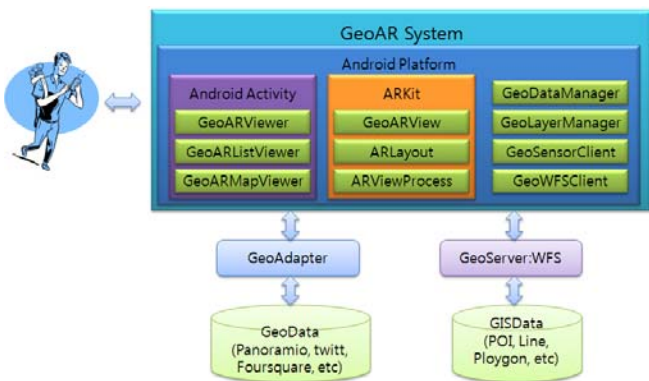 GeoAR System
Android Platform
Android Activity
GeoARViewer
GeoARListViewer
GeoARMapViewer
ARKit
GeoARView
ARLayout
ARViewProcess
GeoDataManager
GeoLayerManager
GeoSensorClient
GeoWFSClient
GeoAdapter
GeoServer:WFS
GeoData
(Panoramio, twitt,
Foursquare, etc)
GISData
(POI, Line,
Ploygon, etc)